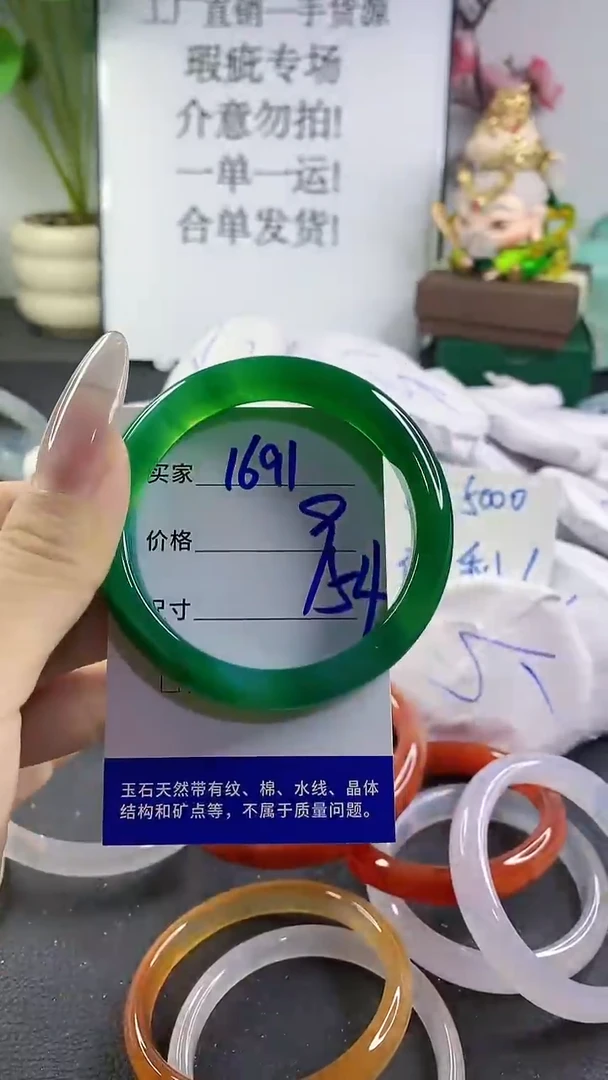 工厂直销一手货源
瑕疵专场
介意勿拍!
一单一运!
合单发货!
买家 1691
价格
尺寸 54
5000
玉石天然带有纹、棉、水线、晶体
结构和矿点等，不属于质量问题。